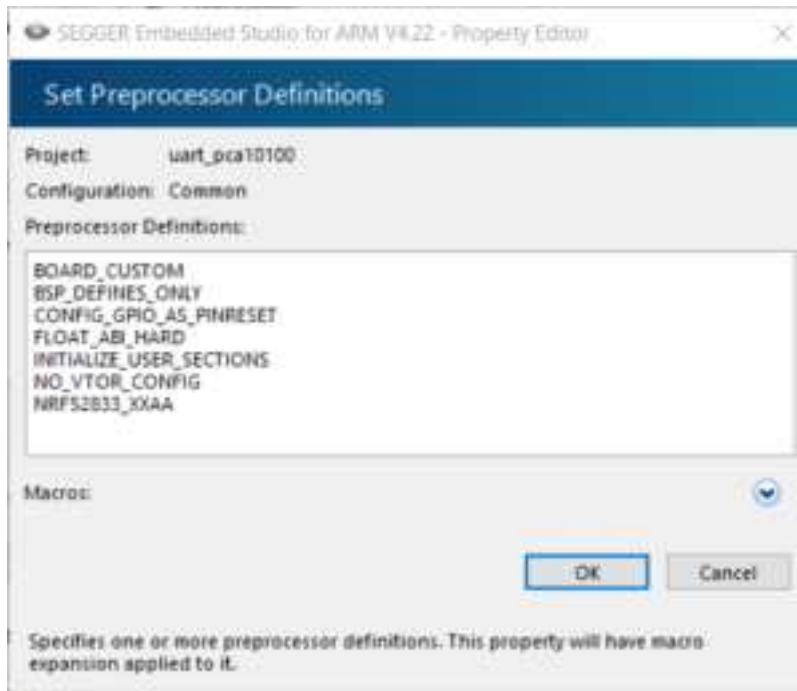 SEGGER Embedded Studio for ARM V4.22 - Property Editor
Set Preprocessor Definitions
Project: uart_pca10100
Configuration: Common
Preprocessor Definitions:
BOARD_CUSTOM
BSP_DEFINES_ONLY
CONFIG_GPIO_AS_PINRESET
FLOAT_ABI_HARD
INITIALIZE_USER_SECTIONS
NO_VTOR_CONFIG
NRF52833_XXAA
Macros:
OK Cancel
Specifies one or more preprocessor definitions. This property will have macro
expansion applied to it.